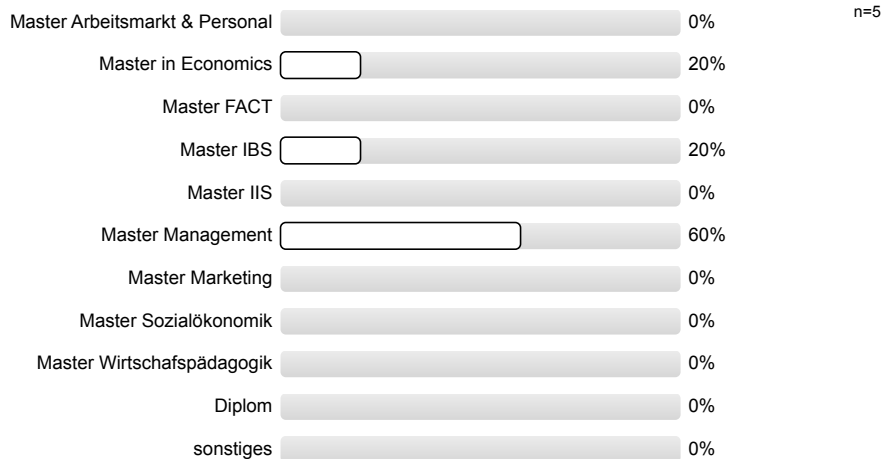 Master Arbeitsmarkt & Personal 0% n=5
Master in Economics 20%
Master FACT 0%
Master IBS 20%
Master IIS 0%
Master Management 60%
Master Marketing 0%
Master Sozialökonomik 0%
Master Wirtschafspädagogik 0%
Diplom 0%
sonstiges 0%